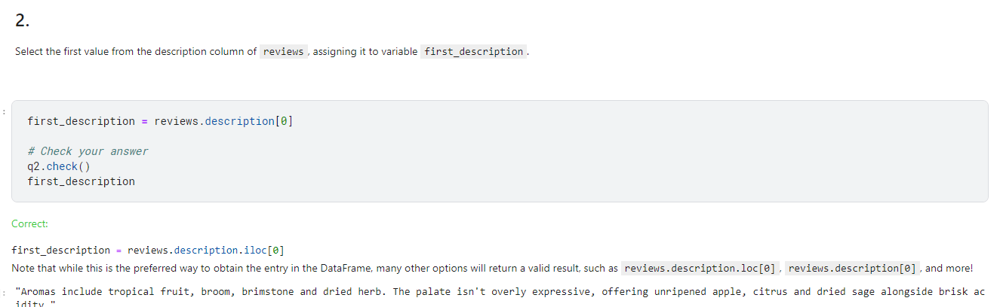 2.
Select the first value from the description column of reviews, assigning it to variable first_description.
:
first_description = reviews.description[0]
# Check your answer
q2.check()
first_description
Correct:
first_description = reviews.description.iloc[0]
Note that while this is the preferred way to obtain the entry in the DataFrame, many other options will return a valid result, such as reviews.description.loc[0], reviews.description[0], and more!
: "Aromas include tropical fruit, broom, brimstone and dried herb. The palate isn't overly expressive, offering unripened apple, citrus and dried sage alongside brisk ac
idity."